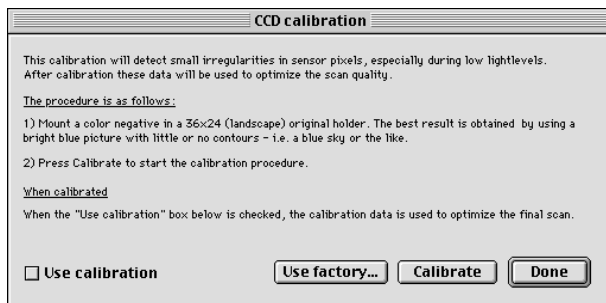 CCD calibration
This calibration will detect small irregularities in sensor pixels, especially during low lightlevels.
After calibration these data will be used to optimize the scan quality.
The procedure is as follows:
1) Mount a color negative in a 36x24 (landscape) original holder. The best result is obtained by using a
bright blue picture with little or no contours - i.e. a blue sky or the like.
2) Press Calibrate to start the calibration procedure.
When calibrated
When the "Use calibration" box below is checked, the calibration data is used to optimize the final scan.
Use calibration Use factory... Calibrate Done